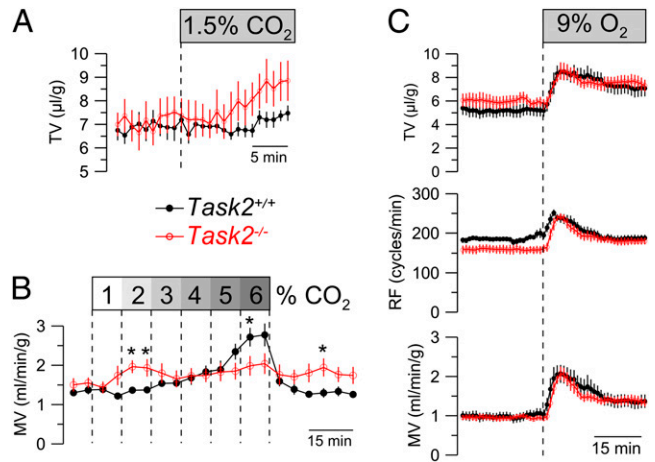 A
1.5% CO₂
TV (µl/g)
10
9
8
7
6
5
5 min
Task2+/+
Task2-/-
B
1 2 3 4 5 6 % CO₂
MV (ml/min/g)
3
2
1
0
* *
*
*
15 min
C
9% O₂
TV (µl/g)
10
8
6
4
2
0
RF (cycles/min)
300
200
100
0
MV (ml/min/g)
3
2
1
0
15 min